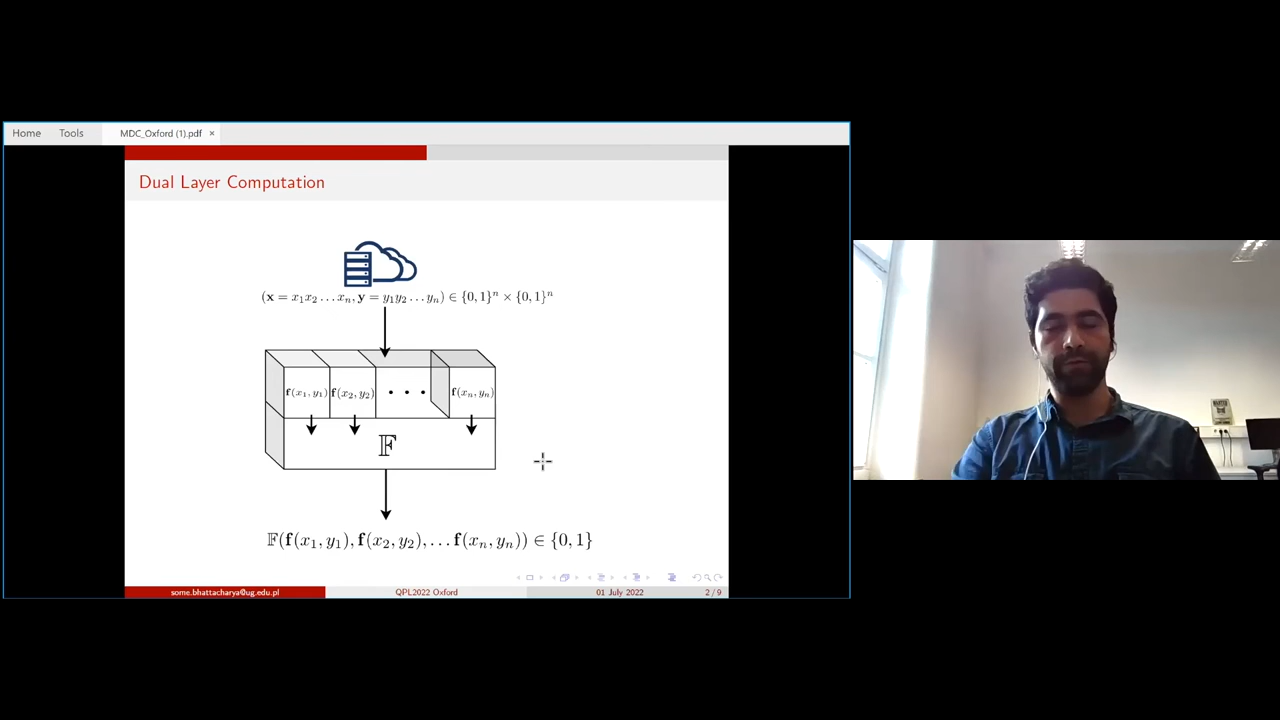 Home Tools MDC_Oxford (1).pdf ×
Dual Layer Computation
(x = x₁x₂ … xₙ, y = y₁y₂ … yₙ) ∈ {0, 1}ⁿ × {0, 1}ⁿ
f(x₁, y₁) f(x₂, y₂) • • • f(xₙ, yₙ)
𝔽
𝔽(f(x₁, y₁), f(x₂, y₂), … f(xₙ, yₙ)) ∈ {0, 1}
some.bhattacharya@ug.edu.pl QPL2022 Oxford 01 July 2022 2 / 9